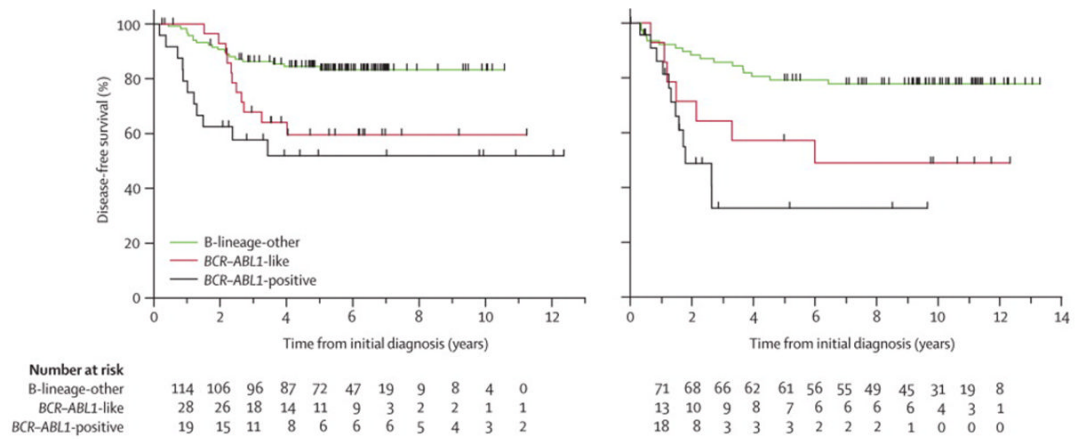 100
80
60
40
20
0
Disease-free survival (%)
B-lineage-other
BCR–ABL1-like
BCR–ABL1-positive
0 2 4 6 8 10 12
Time from initial diagnosis (years)
0 2 4 6 8 10 12 14
Time from initial diagnosis (years)
Number at risk
B-lineage-other 114 106 96 87 72 47 19 9 8 4 0 71 68 66 62 61 56 55 49 45 31 19 8
BCR–ABL1-like 28 26 18 14 11 9 3 2 2 1 1 13 10 9 8 7 6 6 6 6 4 3 1
BCR–ABL1-positive 19 15 11 8 6 6 6 5 4 3 2 18 8 3 3 3 2 2 2 1 0 0 0